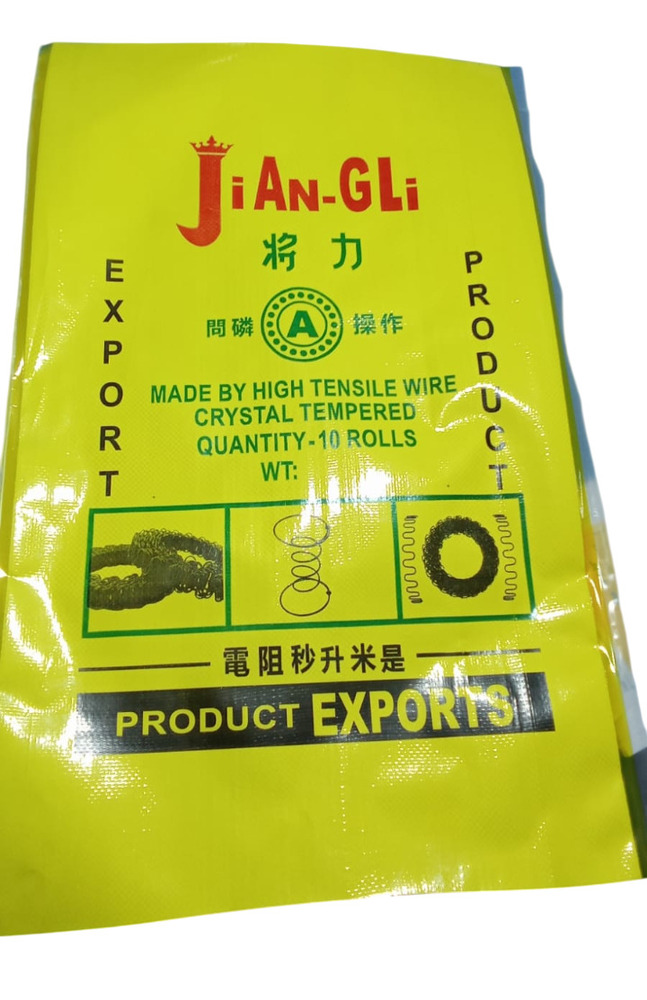 JiAN-GLi
将力
問磷 A 操作
EXPORT
PRODUCT
MADE BY HIGH TENSILE WIRE
CRYSTAL TEMPERED
QUANTITY-10 ROLLS
WT:
電阻秒升米是
PRODUCT EXPORTS